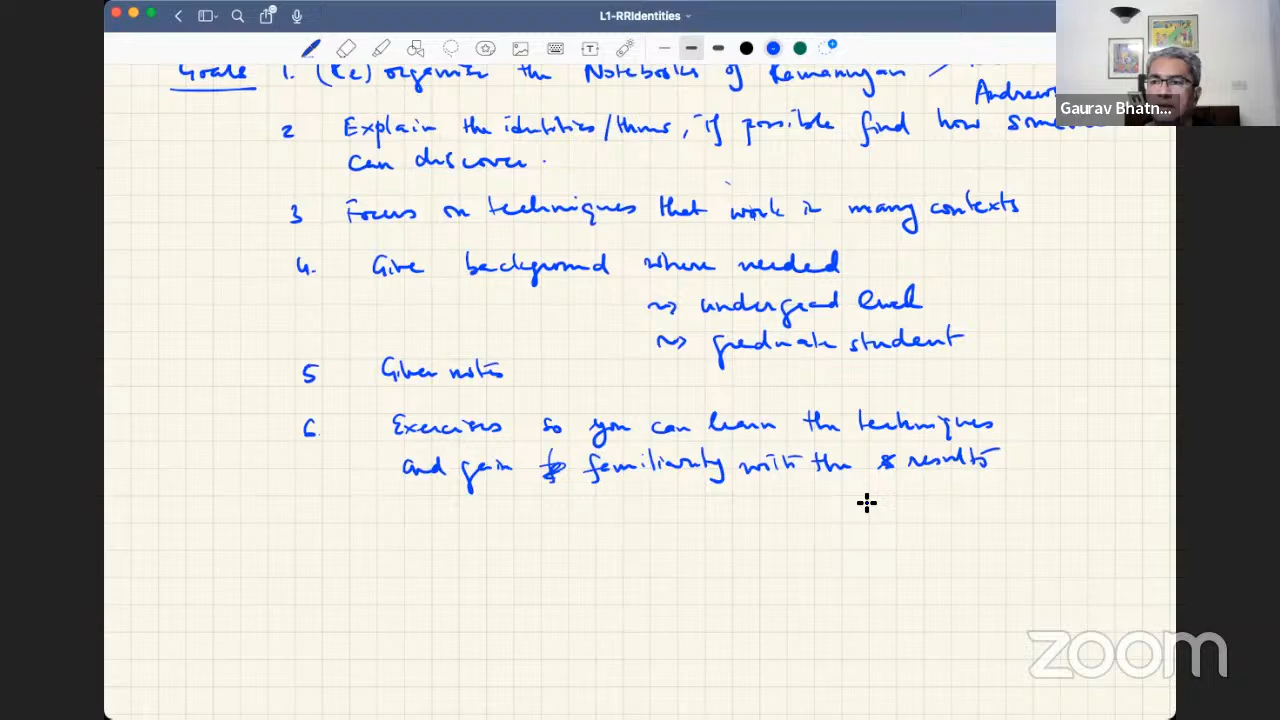 L1-RRIdentities
Goals 1. (Re) organize the Notebooks of Ramanujan /
Andrews
Gaurav Bhatn...
2 Explain the identities/thms, if possible find how
can discover.
3 Focus on techniques that work in many contexts
4. Give background where needed
~> undergrad level
~> graduate student
5 Given notes
6. Exercises so you can learn the techniques
and gain familiarity with the results
zoom